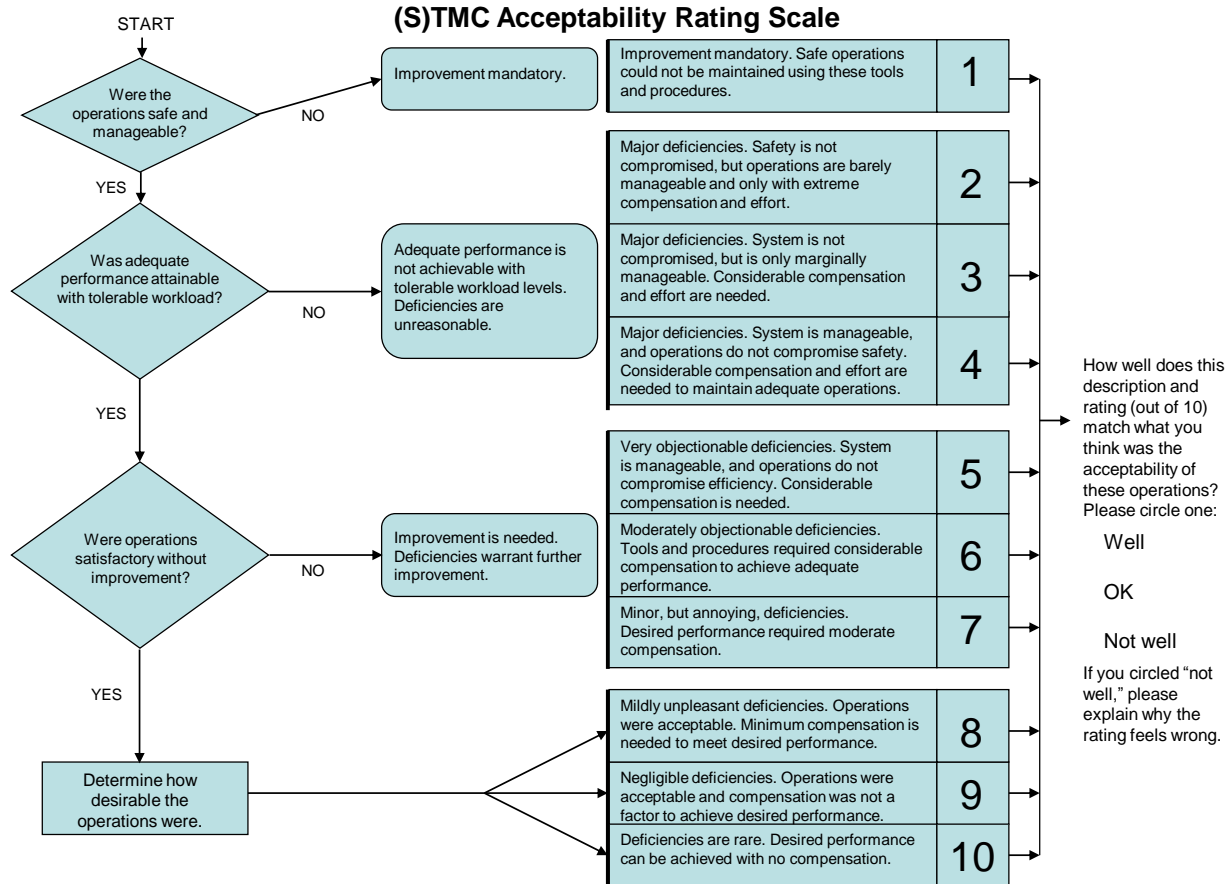 (S)TMC Acceptability Rating Scale
START
Were the
operations safe and
manageable?
NO
Improvement mandatory.
Improvement mandatory. Safe operations
could not be maintained using these tools
and procedures.
1
YES
Was adequate
performance attainable
with tolerable workload?
NO
Adequate performance is
not achievable with
tolerable workload levels.
Deficiencies are
unreasonable.
Major deficiencies. Safety is not
compromised, but operations are barely
manageable and only with extreme
compensation and effort.
2
Major deficiencies. System is not
compromised, but is only marginally
manageable. Considerable compensation
and effort are needed.
3
Major deficiencies. System is manageable,
and operations do not compromise safety.
Considerable compensation and effort are
needed to maintain adequate operations.
4
YES
Were operations
satisfactory without
improvement?
NO
Improvement is needed.
Deficiencies warrant further
improvement.
Very objectionable deficiencies. System
is manageable, and operations do not
compromise efficiency. Considerable
compensation is needed.
5
Moderately objectionable deficiencies.
Tools and procedures required considerable
compensation to achieve adequate
performance.
6
Minor, but annoying, deficiencies.
Desired performance required moderate
compensation.
7
YES
Determine how
desirable the
operations were.
Mildly unpleasant deficiencies. Operations
were acceptable. Minimum compensation is
needed to meet desired performance.
8
Negligible deficiencies. Operations were
acceptable and compensation was not a
factor to achieve desired performance.
9
Deficiencies are rare. Desired performance
can be achieved with no compensation.
10
How well does this
description and
rating (out of 10)
match what you
think was the
acceptability of
these operations?
Please circle one:
Well
OK
Not well
If you circled “not
well,” please
explain why the
rating feels wrong.